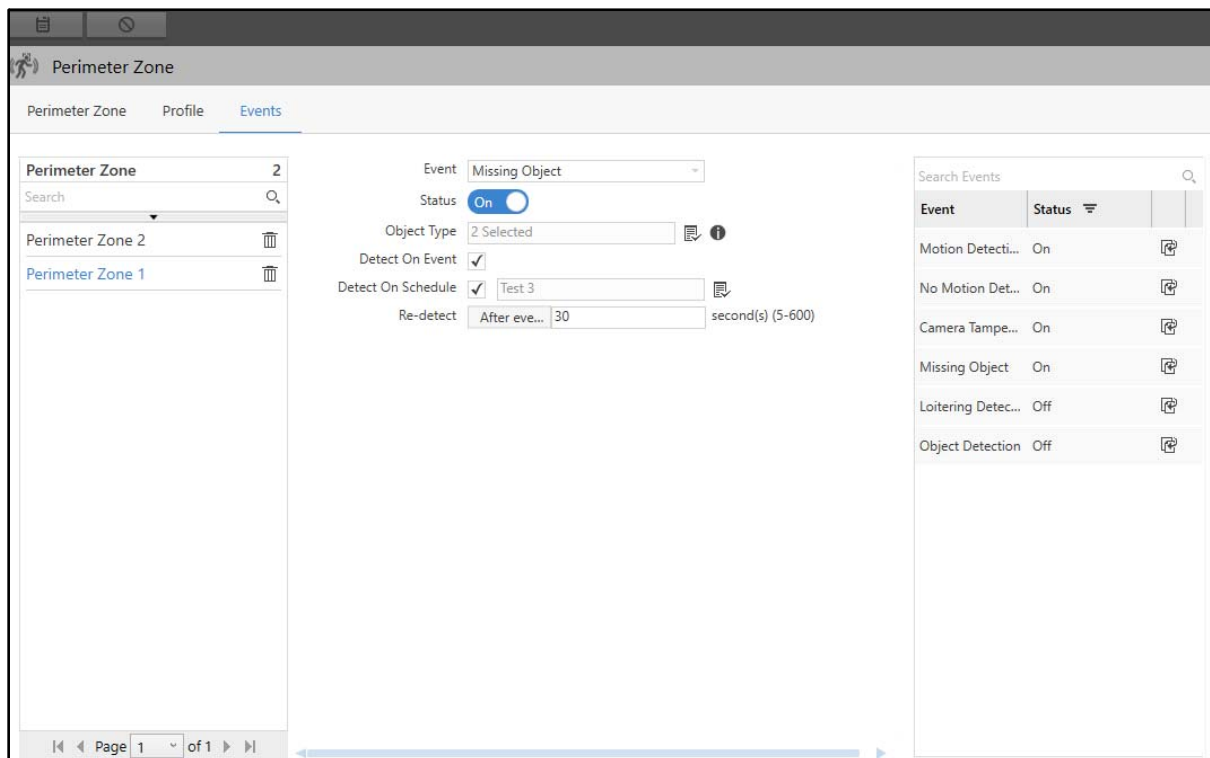 Perimeter Zone
Perimeter Zone Profile Events
Perimeter Zone 2
Search
Perimeter Zone 2
Perimeter Zone 1
Page 1 of 1
Event Missing Object
Status On
Object Type 2 Selected
Detect On Event
Detect On Schedule Test 3
Re-detect After eve... 30 second(s) (5-600)
Search Events
Event Status
Motion Detecti... On
No Motion Det... On
Camera Tampe... On
Missing Object On
Loitering Detec... Off
Object Detection Off